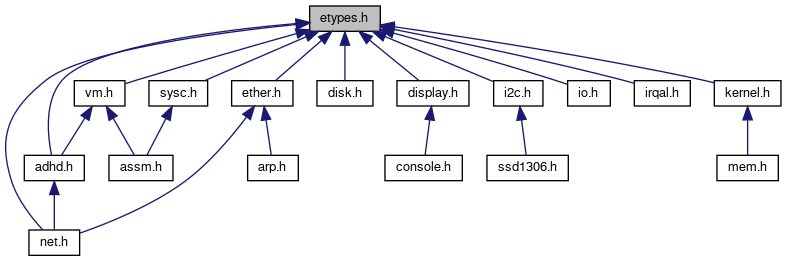 etypes.h
vm.h
sysc.h
ether.h
disk.h
display.h
i2c.h
io.h
irqal.h
kernel.h
adhd.h
assm.h
arp.h
console.h
ssd1306.h
mem.h
net.h